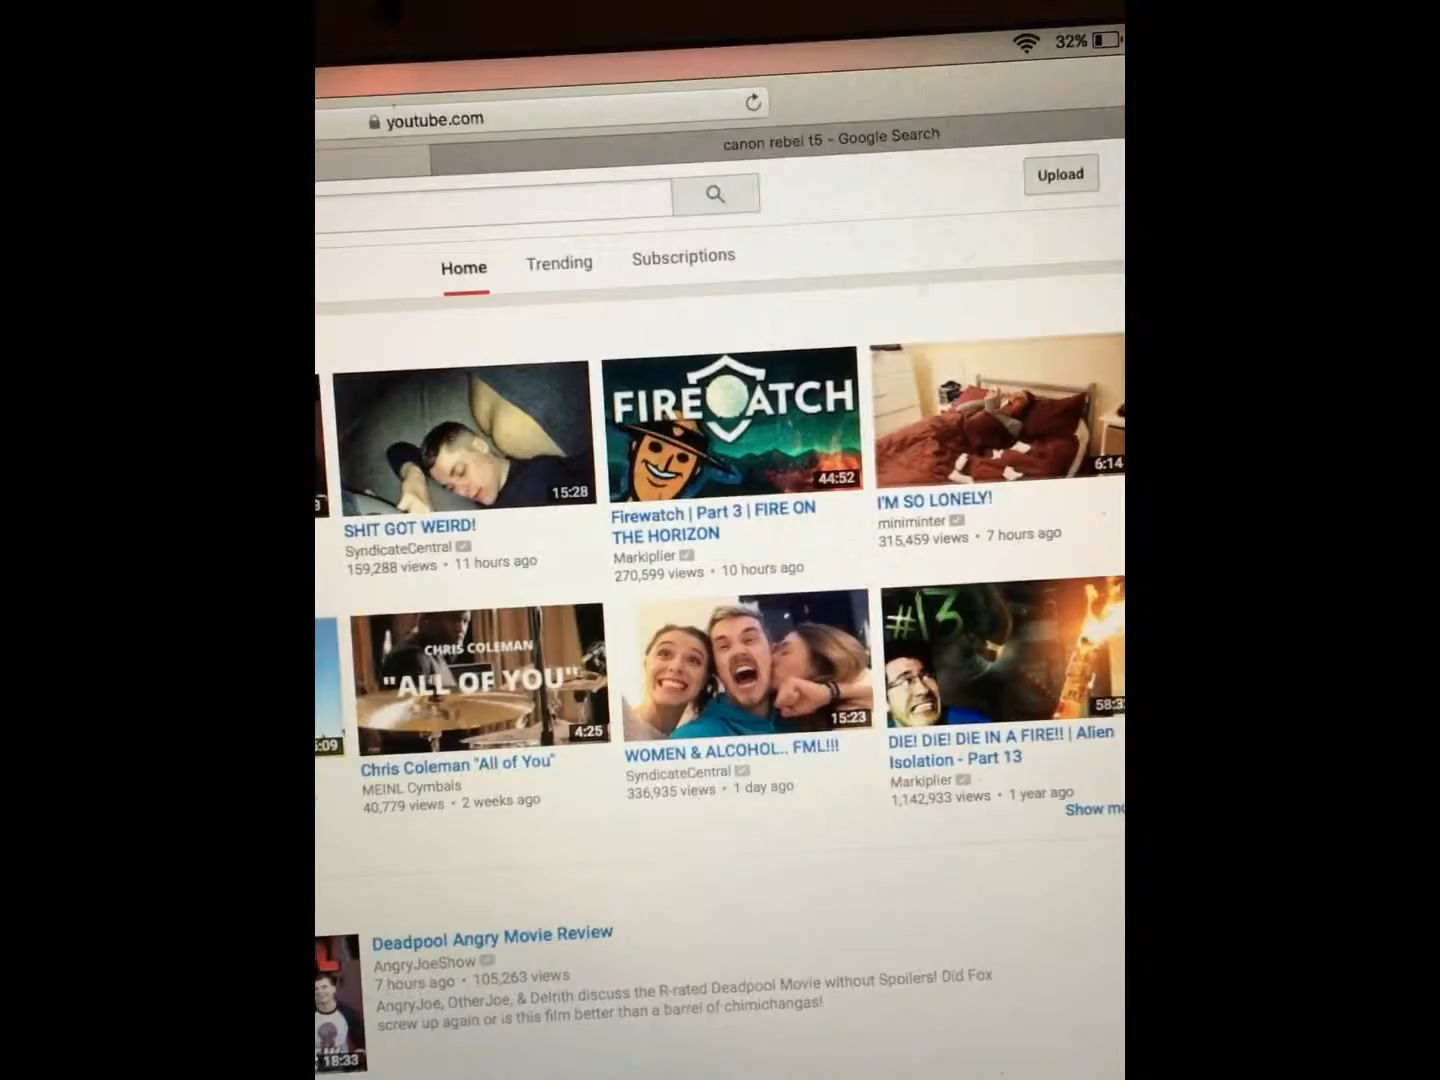 32%
youtube.com
canon rebel t5 - Google Search
Upload
Home
Trending
Subscriptions
15:28
SHIT GOT WEIRD!
SyndicateCentral
159,288 views • 11 hours ago
FIREWATCH
44:52
Firewatch | Part 3 | FIRE ON
THE HORIZON
Markiplier
270,599 views • 10 hours ago
6:14
I'M SO LONELY!
miniminter
315,459 views • 7 hours ago
:09
CHRIS COLEMAN
"ALL OF YOU"
4:25
Chris Coleman "All of You"
MEINL Cymbals
40,779 views • 2 weeks ago
15:23
WOMEN & ALCOHOL.. FML!!!
SyndicateCentral
336,935 views • 1 day ago
#13
58:3
DIE! DIE! DIE IN A FIRE!! | Alien
Isolation - Part 13
Markiplier
1,142,933 views • 1 year ago
Show mo
Deadpool Angry Movie Review
AngryJoeShow
7 hours ago • 105,263 views
AngryJoe, OtherJoe, & Delrith discuss the R-rated Deadpool Movie without Spoilers! Did Fox
screw up again or is this film better than a barrel of chimichangas!
18:33